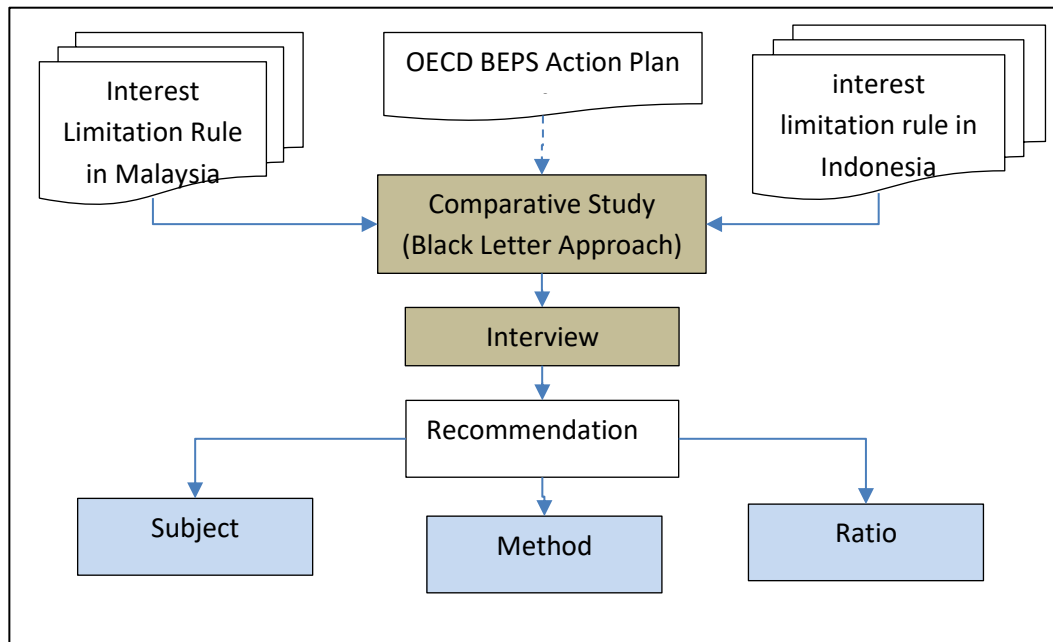 Interest
Limitation Rule
in Malaysia
OECD BEPS Action Plan
.
interest
limitation rule in
Indonesia
Comparative Study
(Black Letter Approach)
Interview
Recommendation
Subject
Method
Ratio